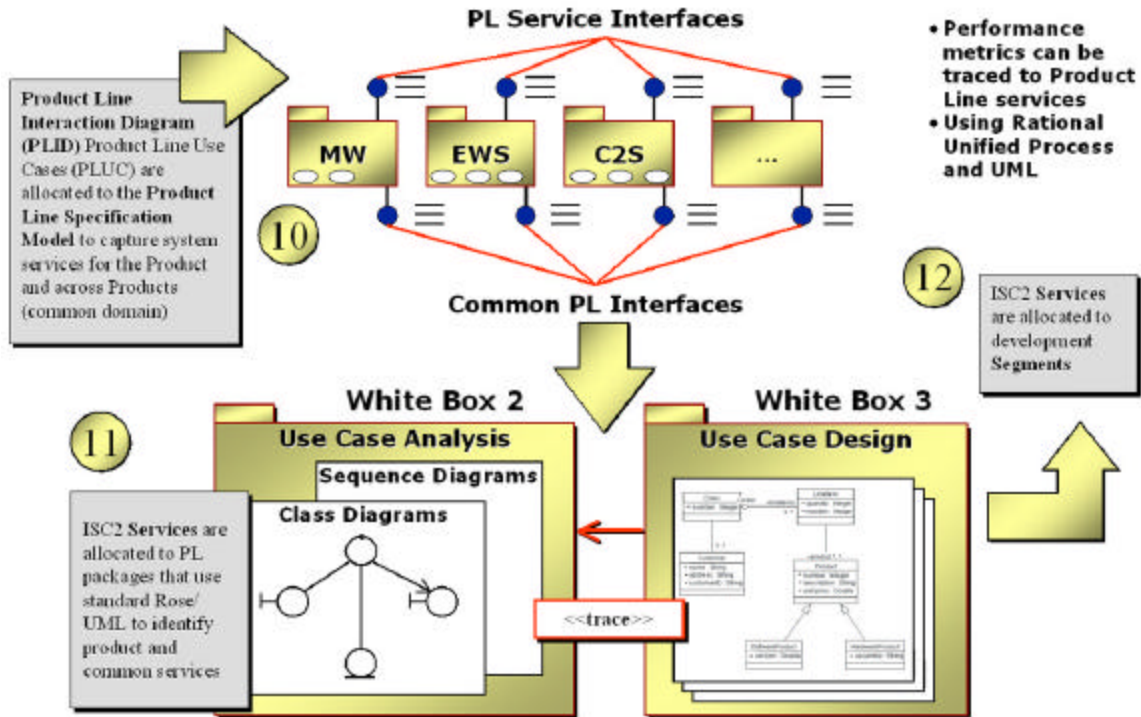 PL Service Interfaces
• Performance
metrics can be
traced to Product
Line services
• Using Rational
Unified Process
and UML
Product Line
Interaction Diagram
(PLID) Product Line Use
Cases (PLUC) are
allocated to the Product
Line Specification
Model to capture system
services for the Product
and across Products
(common domain)
MW
EWS
C2S
...
10
Common PL Interfaces
12
ISC2 Services
are allocated to
development
Segments
White Box 2
White Box 3
11
Use Case Analysis
Use Case Design
Sequence Diagrams
Class Diagrams
ISC2 Services are
allocated to PL
packages that use
standard Rose/
UML to identify
product and
common services
<<trace>>
Customer
Product